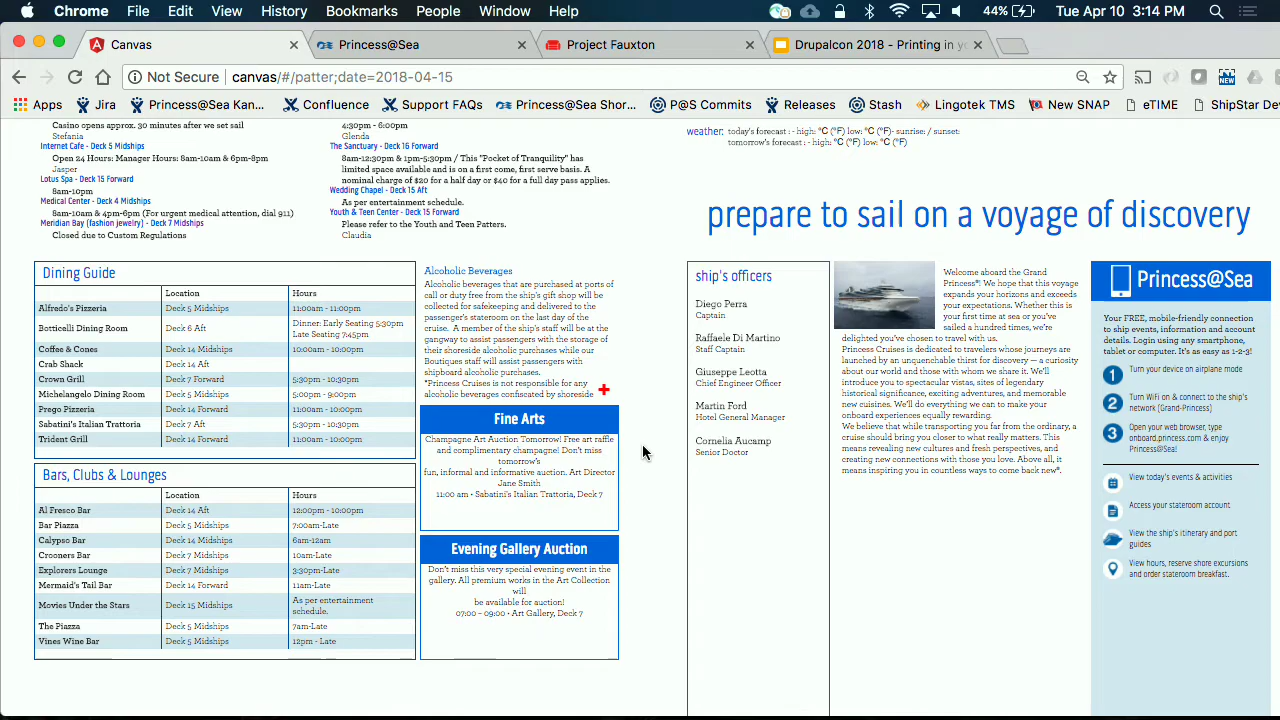 Chrome File Edit View History Bookmarks People Window Help 44% Tue Apr 10 3:14 PM
Canvas Princess@Sea Project Fauxton Drupalcon 2018 - Printing in y
Not Secure canvas/#/patter;date=2018-04-15
Apps Jira Princess@Sea Kan... Confluence Support FAQs Princess@Sea Shor... P@S Commits Releases Stash Lingotek TMS New SNAP eTIME ShipStar De
NEW
Casino opens approx. 30 minutes after we set sail
Stefania
Internet Cafe - Deck 5 Midships
Open 24 Hours: Manager Hours: 8am-10am & 6pm-8pm
Jasper
Lotus Spa - Deck 15 Forward
8am-10pm
Medical Center - Deck 4 Midships
8am-10am & 4pm-6pm (For urgent medical attention, dial 911)
Meridian Bay (fashion jewelry) - Deck 7 Midships
Closed due to Custom Regulations
4:30pm - 6:00pm
Glenda
The Sanctuary - Deck 16 Forward
8am-12:30pm & 1pm-5:30pm / This "Pocket of Tranquility" has
limited space available and is on a first come, first serve basis. A
nominal charge of $20 for a half day or $40 for a full day pass applies.
Wedding Chapel - Deck 15 Aft
As per entertainment schedule.
Youth & Teen Center - Deck 15 Forward
Please refer to the Youth and Teen Patters.
Claudia
Dining Guide
Location Hours
Alfredo's Pizzeria Deck 5 Midships 11:00am - 11:00pm
Botticelli Dining Room Deck 6 Aft Dinner: Early Seating 5:30pm
Late Seating 7:45pm
Coffee & Cones Deck 14 Midships 10:00am - 10:00pm
Crab Shack Deck 14 Aft
Crown Grill Deck 7 Forward 5:30pm - 10:30pm
Michelangelo Dining Room Deck 5 Midships 5:00pm - 9:00pm
Prego Pizzeria Deck 14 Forward 11:00am - 10:00pm
Sabatini's Italian Trattoria Deck 7 Aft 5:30pm - 10:30pm
Trident Grill Deck 14 Forward 11:00am - 10:00pm
Bars, Clubs & Lounges
Location Hours
Al Fresco Bar Deck 14 Aft 12:00pm - 10:00pm
Bar Piazza Deck 5 Midships 7:00am-Late
Calypso Bar Deck 14 Midships 6am-12am
Crooners Bar Deck 7 Midships 10am-Late
Explorers Lounge Deck 7 Midships 3:30pm-Late
Mermaid's Tail Bar Deck 14 Forward 11am-Late
Movies Under the Stars Deck 15 Midships As per entertainment
schedule.
The Piazza Deck 5 Midships 7am-Late
Vines Wine Bar Deck 5 Midships 12pm - Late
Alcoholic Beverages
Alcoholic beverages that are purchased at ports of
call or duty free from the ship's gift shop will be
collected for safekeeping and delivered to the
passenger's stateroom on the last day of the
cruise. A member of the ship's staff will be at the
gangway to assist passengers with the storage of
their shoreside alcoholic purchases while our
Boutiques staff will assist passengers with
shipboard alcoholic purchases.
*Princess Cruises is not responsible for any
alcoholic beverages confiscated by shoreside
Fine Arts
Champagne Art Auction Tomorrow! Free art raffle
and complimentary champagne! Don't miss
tomorrow's
fun, informal and informative auction. Art Director
Jane Smith
11:00 am • Sabatini's Italian Trattoria, Deck 7
Evening Gallery Auction
Don't miss this very special evening event in the
gallery. All premium works in the Art Collection
will
be available for auction!
07:00 – 09:00 • Art Gallery, Deck 7
weather: today's forecast : - high: °C (°F) low: °C (°F)- sunrise: / sunset:
tomorrow's forecast : - high: °C (°F) low: °C (°F)
prepare to sail on a voyage of discovery
ship's officers
Diego Perra
Captain
Raffaele Di Martino
Staff Captain
Giuseppe Leotta
Chief Engineer Officer
Martin Ford
Hotel General Manager
Cornelia Aucamp
Senior Doctor
Welcome aboard the Grand
Princess®! We hope that this voyage
expands your horizons and exceeds
your expectations. Whether this is
your first time at sea or you've
sailed a hundred times, we're
delighted you've chosen to travel with us.
Princess Cruises is dedicated to travelers whose journeys are
launched by an unquenchable thirst for discovery — a curiosity
about our world and those with whom we share it. We'll
introduce you to spectacular vistas, sites of legendary
historical significance, exciting adventures, and memorable
new cuisines. We'll do everything we can to make your
onboard experiences equally rewarding.
We believe that while transporting you far from the ordinary, a
cruise should bring you closer to what really matters. This
means revealing new cultures and fresh perspectives, and
creating new connections with those you love. Above all, it
means inspiring you in countless ways to come back new®.
Princess@Sea
Your FREE, mobile-friendly connection
to ship events, information and account
details. Login using any smartphone,
tablet or computer. It's as easy as 1-2-3!
1 Turn your device on airplane mode
2 Turn WiFi on & connect to the ship's
network (Grand-Princess)
3 Open your web browser, type
onboard.princess.com & enjoy
Princess@Sea!
View today's events & activities
Access your stateroom account
View the ship's itinerary and port
guides
View hours, reserve shore excursions
and order stateroom breakfast.